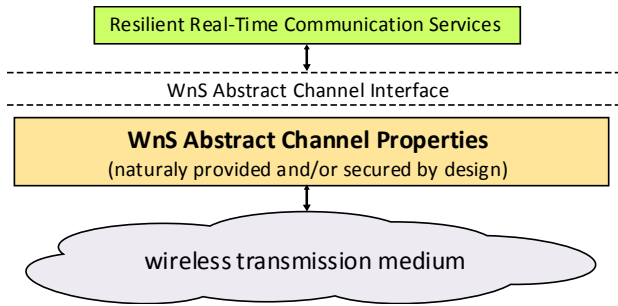 Resilient Real-Time Communication Services
WnS Abstract Channel Interface
WnS Abstract Channel Properties
(naturaly provided and/or secured by design)
wireless transmission medium